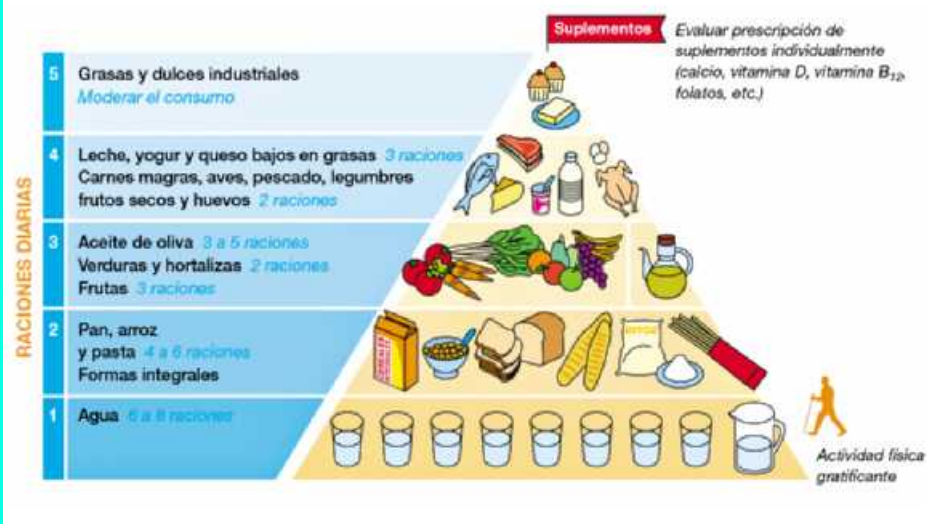 Suplementos
Evaluar prescripción de
suplementos individualmente
(calcio, vitamina D, vitamina B12,
folatos, etc.)
RACIONES DIARIAS
5 Grasas y dulces industriales
Moderar el consumo
4 Leche, yogur y queso bajos en grasas 3 raciones
Carnes magras, aves, pescado, legumbres
frutos secos y huevos 2 raciones
3 Aceite de oliva 3 a 5 raciones
Verduras y hortalizas 2 raciones
Frutas 3 raciones
2 Pan, arroz
y pasta 4 a 6 raciones
Formas integrales
1 Agua 6 a 8 raciones
Actividad física
gratificante